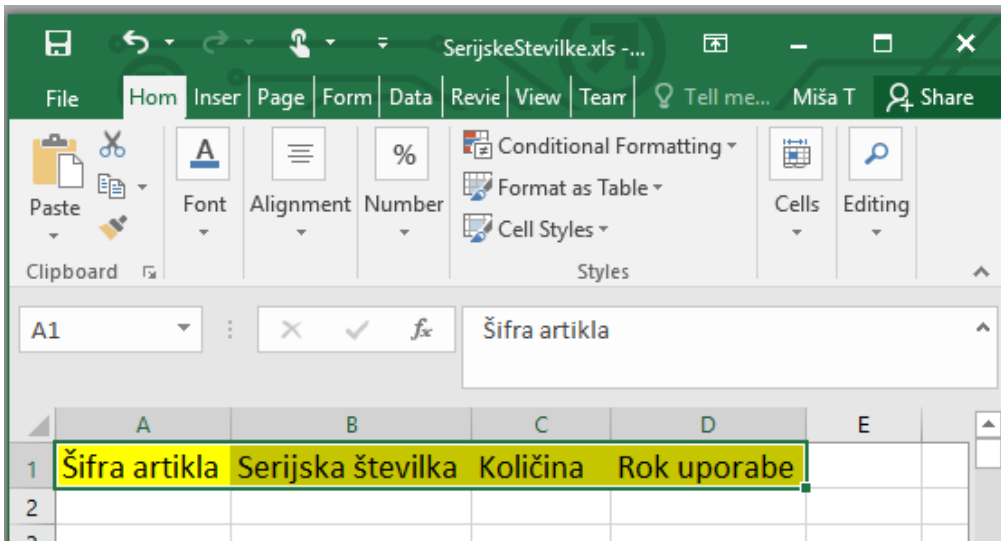 SerijskeStevilke.xls -...
File Hom Inser Page Form Data Revie View Team Tell me... Miša T Share
Paste
Font
Alignment
Number
%
Conditional Formatting
Format as Table
Cell Styles
Cells
Editing
Clipboard
Styles
A1
fx
Šifra artikla
A B C D E
1 Šifra artikla Serijska številka Količina Rok uporabe
2